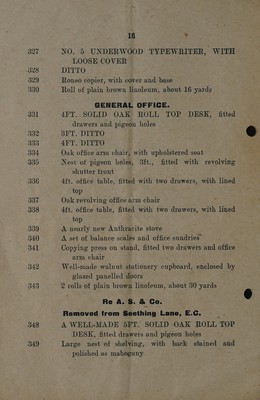 16
327 NO. 5 UNDERWOOD TYPEWRITER, WITH
LOOSE COVER
328 DITTO
329 Roneo copier, with cover and base
330 Roll of plain brown linoleum, about 16 yards
GENERAL OFFICE.
331 4FT. SOLID OAK ROLL TOP DESK, fitted
drawers and pigeon holes
332 3FT. DITTO
333 4FT. DITTO
334 Oak office arm chair, with upholstered seat
335 Nest of pigeon holes, 3ft., fitted with revolving
shutter front
336 4ft. office table, fitted with two drawers, with lined
top
337 Oak revolving office arm chair
338 4ft. office table, fitted with two drawers, with lined
top
339 A nearly new Anthracite stove
340 A set of balance scales and office sundries
341 Copying press on stand, fitted two drawers and office
arm chair
342 Well-made walnut stationery cupboard, enclosed by
glazed panelled doors
343 2 rolls of plain brown linoleum, about 30 yards
Re A. S. & Co.
Removed from Seething Lane, E.C.
348 A WELL-MADE 5FT. SOLID OAK ROLL TOP
DESK, fitted drawers and pigeon holes
349 Large nest of shelving, with back stained and
polished as mahogany